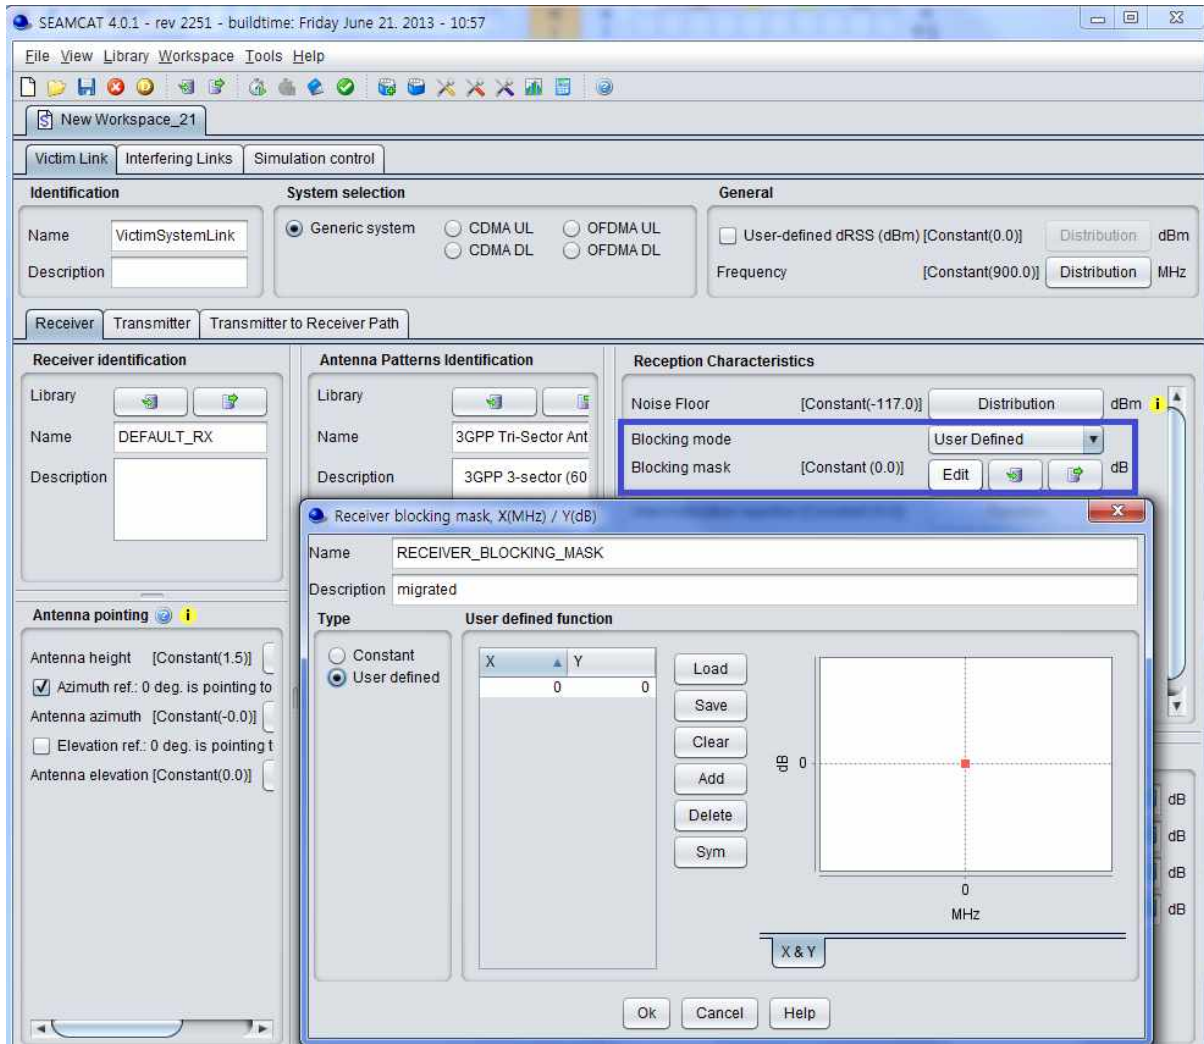 SEAMCAT 4.0.1 - rev 2251 - buildtime: Friday June 21. 2013 - 10:57
File View Library Workspace Tools Help
New Workspace_21
Victim Link Interfering Links Simulation control
Identification System selection General
Name VictimSystemLink
Description
Generic system CDMA UL OFDMA UL
CDMA DL OFDMA DL
User-defined dRSS (dBm) [Constant(0.0)] Distribution dBm
Frequency [Constant(900.0)] Distribution MHz
Receiver Transmitter Transmitter to Receiver Path
Receiver identification
Library
Name DEFAULT_RX
Description
Antenna Patterns Identification
Library
Name 3GPP Tri-Sector Ant
Description 3GPP 3-sector (60
Reception Characteristics
Noise Floor [Constant(-117.0)] Distribution dBm i
Blocking mode User Defined
Blocking mask [Constant (0.0)] Edit dB
Antenna pointing i
Antenna height [Constant(1.5)]
Azimuth ref.: 0 deg. is pointing to
Antenna azimuth [Constant(-0.0)]
Elevation ref.: 0 deg. is pointing t
Antenna elevation [Constant(0.0)]
Receiver blocking mask, X(MHz) / Y(dB)
Name RECEIVER_BLOCKING_MASK
Description migrated
Type User defined function
Constant
User defined
X Y
0 0
Load
Save
Clear
Add
Delete
Sym
dB 0
0
MHz
X & Y
Ok Cancel Help
dB
dB
dB
dB